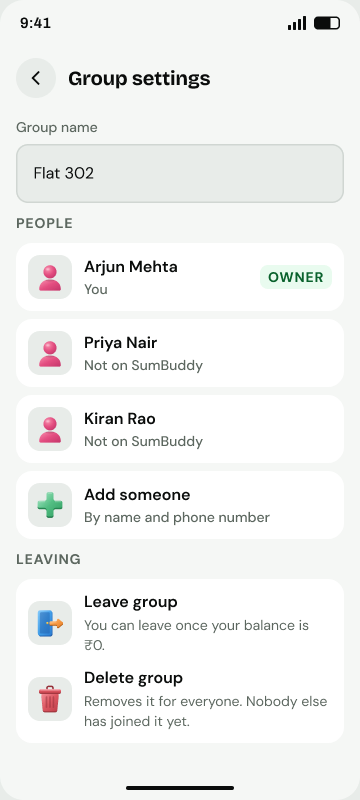 9:41
Group settings
Group name
Flat 302
PEOPLE
Arjun Mehta
You
OWNER
Priya Nair
Not on SumBuddy
Kiran Rao
Not on SumBuddy
Add someone
By name and phone number
LEAVING
Leave group
You can leave once your balance is
₹0.
Delete group
Removes it for everyone. Nobody else
has joined it yet.